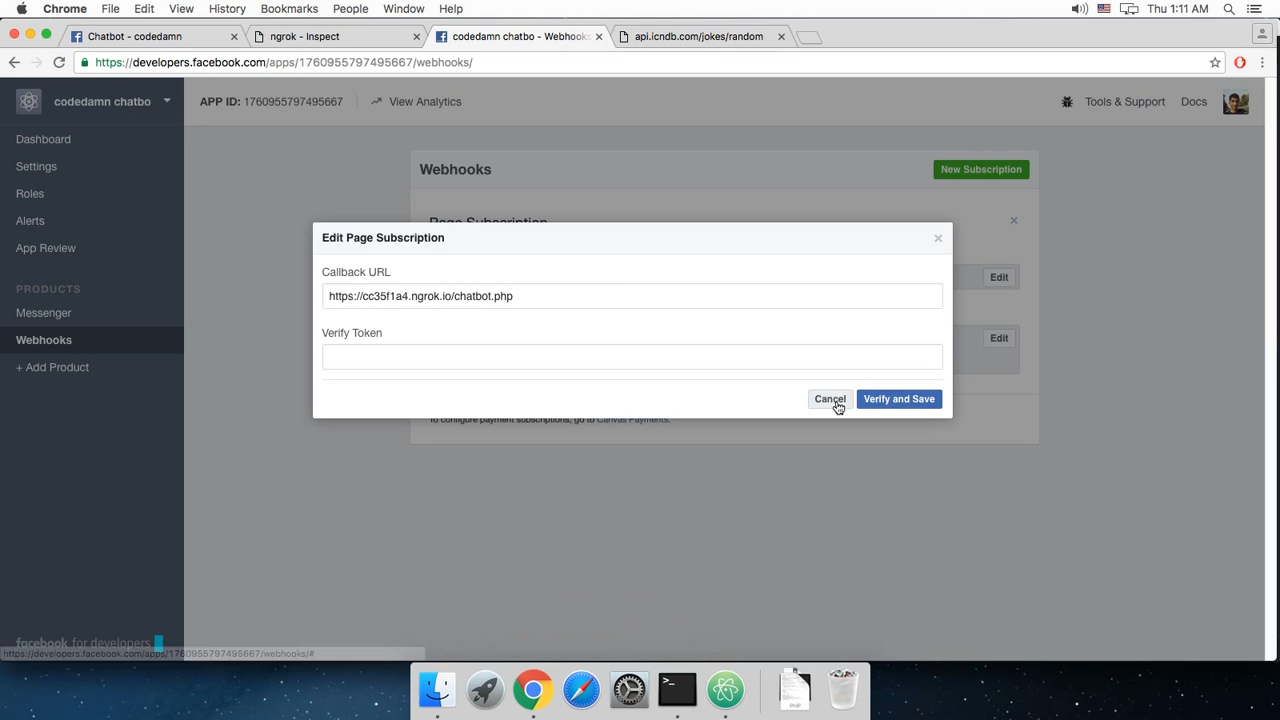 Chrome File Edit View History Bookmarks People Window Help Thu 1:11 AM
Chatbot - codedamn ngrok - Inspect codedamn chatbo - Webhooks api.icndb.com/jokes/random
https://developers.facebook.com/apps/1760955797495667/webhooks/
codedamn chatbo APP ID: 1760955797495667 View Analytics Tools & Support Docs
Dashboard
Settings
Roles
Alerts
App Review
PRODUCTS
Messenger
Webhooks
+ Add Product
Webhooks New Subscription
Page Subscription
Edit Page Subscription
Callback URL
https://cc35f1a4.ngrok.io/chatbot.php
Edit
Verify Token
Edit
Cancel Verify and Save
To configure payment subscriptions, go to Canvas Payments.
facebook for developers
https://developers.facebook.com/apps/1760955797495667/webhooks/#
PHP